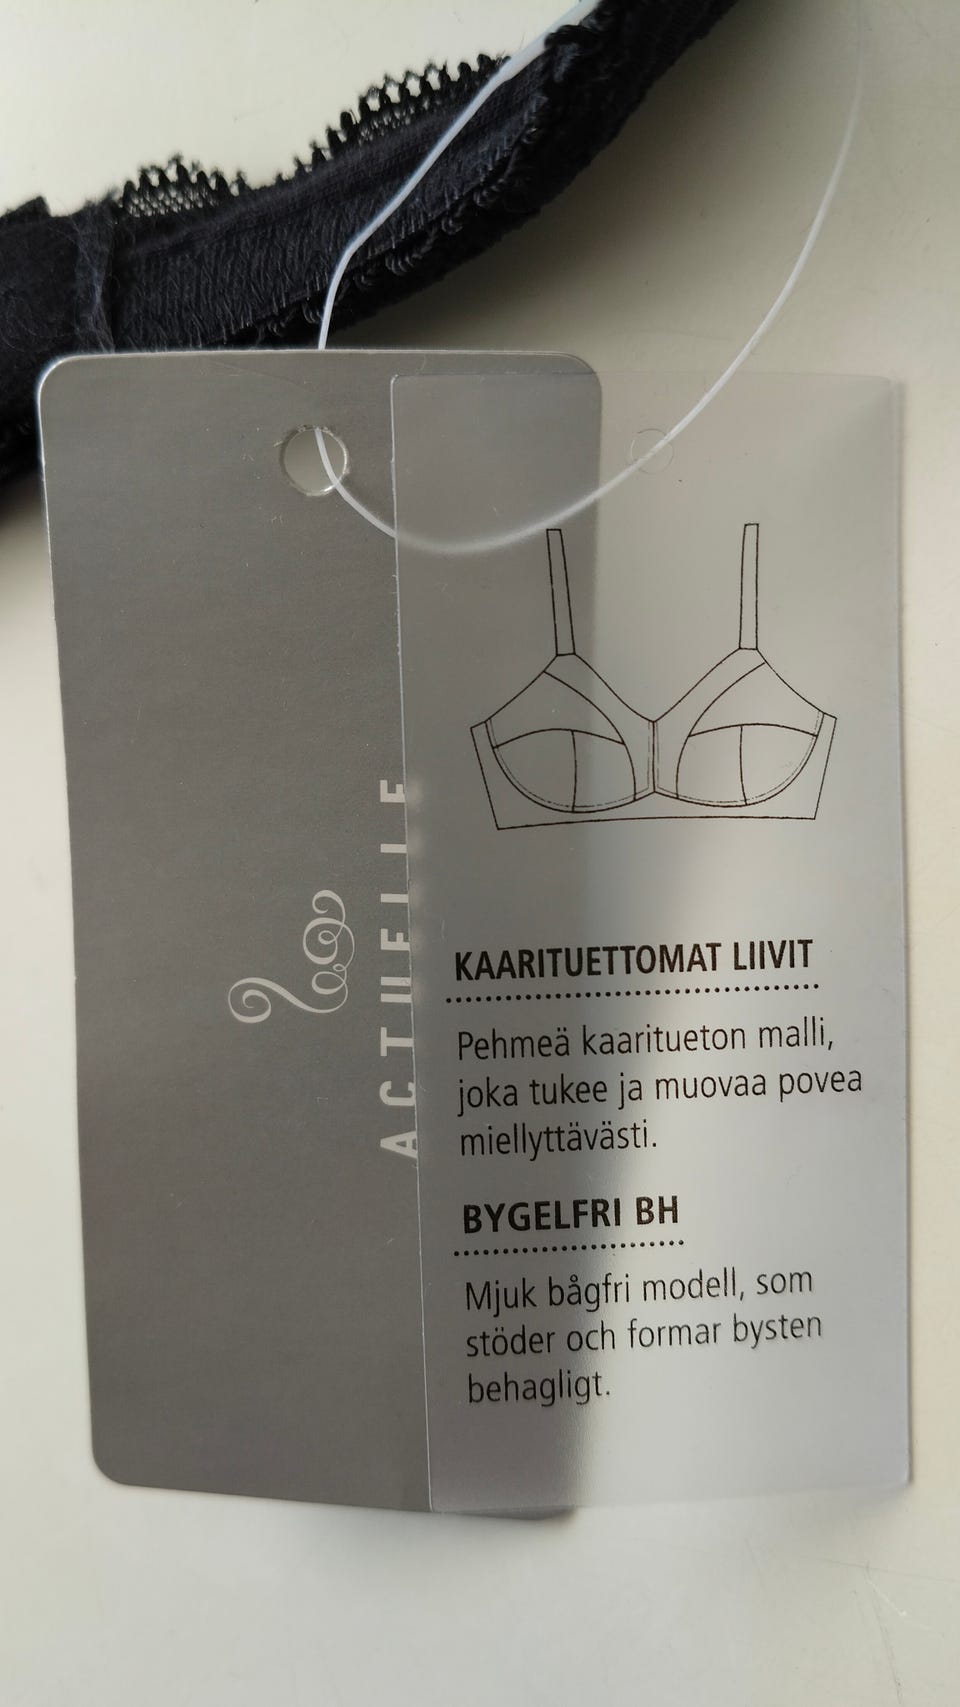 ACTUELLE
KAARITUETTOMAT LIIVIT
Pehmeä kaaritueton malli,
joka tukee ja muovaa povea
miellyttävästi.
BYGELFRI BH
Mjuk bågfri modell, som
stöder och formar bysten
behagligt.